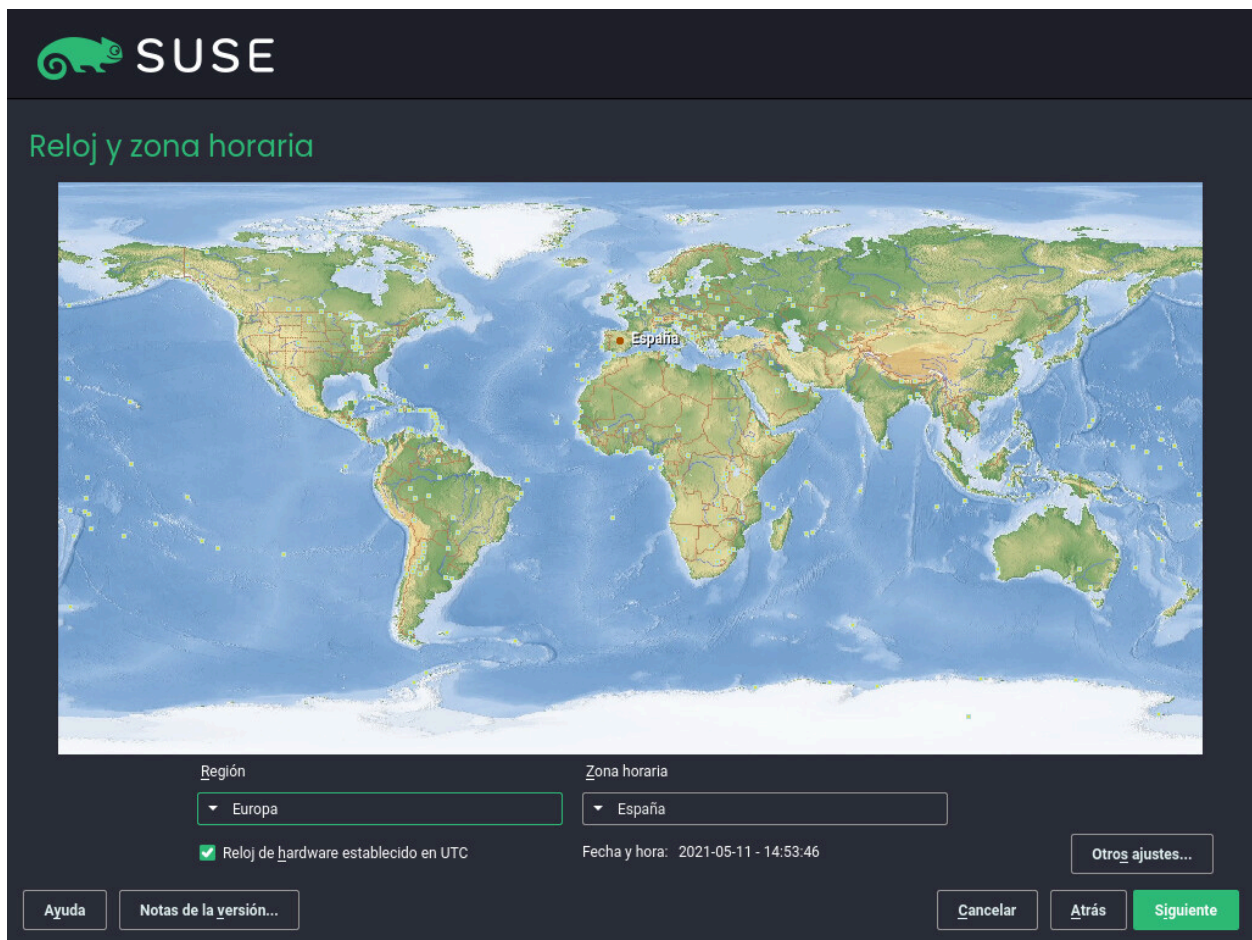 SUSE
Reloj y zona horaria
España
Región
Zona horaria
Europa
España
Reloj de hardware establecido en UTC
Fecha y hora: 2021-05-11 - 14:53:46
Otros ajustes...
Ayuda
Notas de la versión...
Cancelar
Atrás
Siguiente